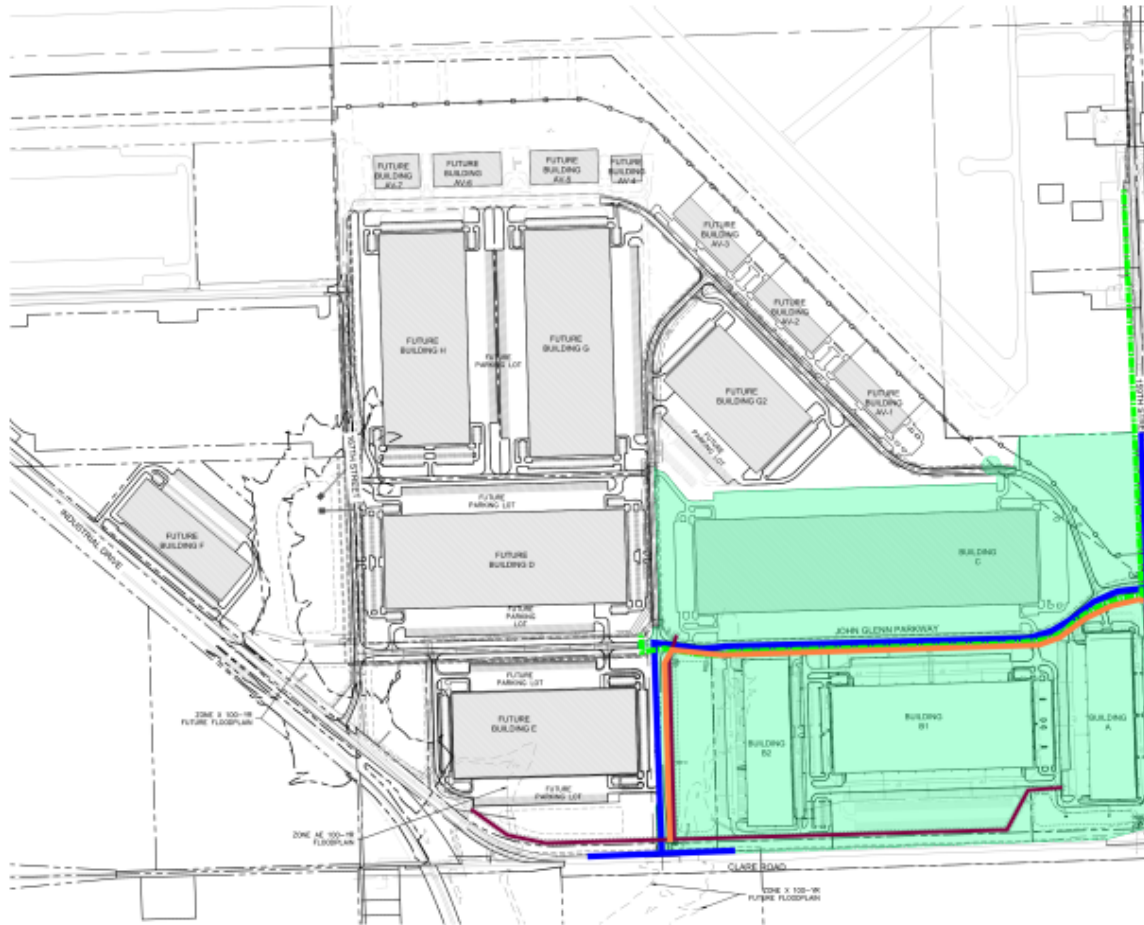 FUTURE
BUILDING
AV-7
FUTURE
BUILDING
AV-6
FUTURE
BUILDING
AV-5
FUTURE
BUILDING
AV-4
FUTURE
BUILDING
AV-3
FUTURE
BUILDING
AV-2
FUTURE
BUILDING
AV-1
FUTURE
BUILDING H
FUTURE
PARKING LOT
FUTURE
BUILDING G
FUTURE
BUILDING G2
FUTURE
PARKING LOT
INDUSTRIAL DRIVE
FUTURE
BUILDING F
FUTURE
PARKING LOT
FUTURE
BUILDING D
FUTURE
PARKING LOT
BUILDING
C
JOHN GLENN PARKWAY
FUTURE
PARKING LOT
FUTURE
BUILDING E
FUTURE
PARKING LOT
BUILDING
B2
BUILDING
B1
BUILDING
A
ZONE X 100-YR
FUTURE FLOODPLAIN
ZONE AE 100-YR
FLOODPLAIN
CLARE ROAD
ZONE X 100-YR
FUTURE FLOODPLAIN